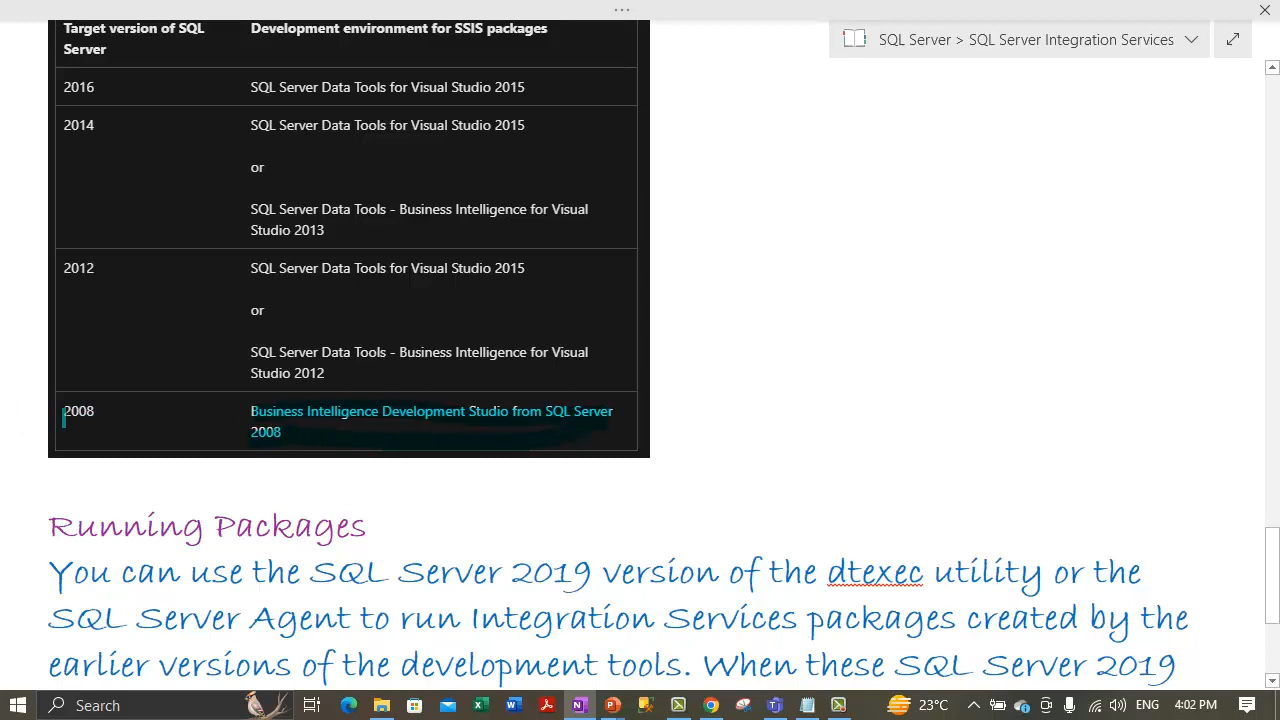 SQL Server > SQL Server Integration Services
Target version of SQL Development environment for SSIS packages
Server
2016 SQL Server Data Tools for Visual Studio 2015
2014 SQL Server Data Tools for Visual Studio 2015
or
SQL Server Data Tools - Business Intelligence for Visual
Studio 2013
2012 SQL Server Data Tools for Visual Studio 2015
or
SQL Server Data Tools - Business Intelligence for Visual
Studio 2012
2008 Business Intelligence Development Studio from SQL Server
2008
Running Packages
You can use the SQL Server 2019 version of the dtexec utility or the
SQL Server Agent to run Integration Services packages created by the
earlier versions of the development tools. When these SQL Server 2019
Search 23°C ENG 4:02 PM